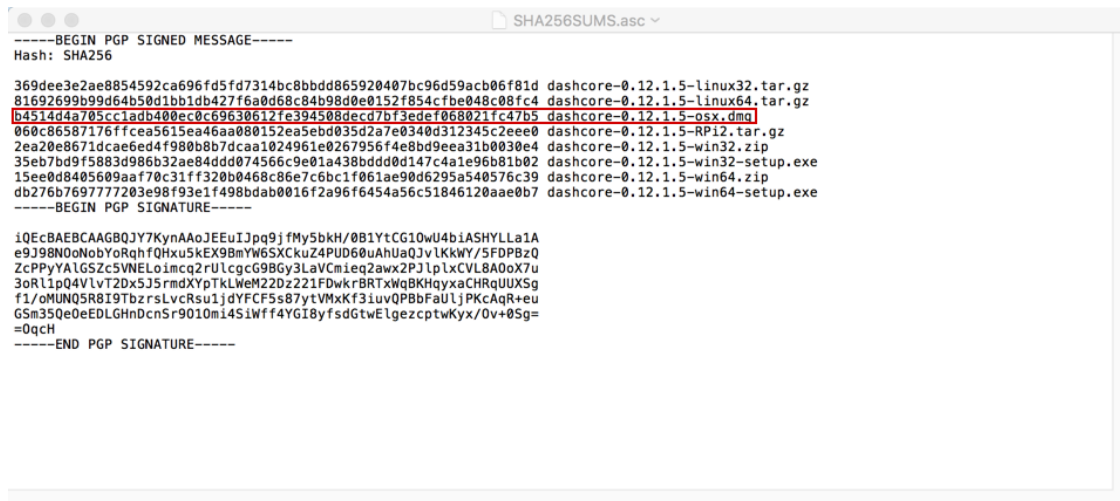 SHA256SUMS.asc
-----BEGIN PGP SIGNED MESSAGE-----
Hash: SHA256
369dee3e2ae8854592ca696fd5fd7314bc8bbdd865920407bc96d59acb06f81d dashcore-0.12.1.5-linux32.tar.gz
81692699b99d64b50d1bb1db427f6a0d68c84b98d0e0152f854cfbe048c08fc4 dashcore-0.12.1.5-linux64.tar.gz
b4514d4a705cc1adb400ec0c69630612fe394508decd7bf3edef068021fc47b5 dashcore-0.12.1.5-osx.dmg
060c86587176ffcea5615ea46aa080152ea5ebd035d2a7e0340d312345c2eee0 dashcore-0.12.1.5-RPi2.tar.gz
2ea20e8671dcae6ed4f980b8b7dcaa1024961e0267956f4e8bd9eea31b0030e4 dashcore-0.12.1.5-win32.zip
35eb7bd9f5883d986b32ae84ddd074566c9e01a438bddd0d147c4a1e96b81b02 dashcore-0.12.1.5-win32-setup.exe
15ee0d8405609aaf70c31ff320b0468c86e7c6bc1f061ae90d6295a540576c39 dashcore-0.12.1.5-win64.zip
db276b7697777203e98f93e1f498bdab0016f2a96f6454a56c51846120aae0b7 dashcore-0.12.1.5-win64-setup.exe
-----BEGIN PGP SIGNATURE-----
iQEcBAEBCAAGBQJY7KynAAoJEEuIJpq9jfMy5bkH/0B1YtCG1OwU4biASHYLLa1A
e9J98NOoNobYoRqhfQHxu5kEX9BmYW6SXCkuZ4PUD60uAhUaQJvlKkWY/5FDPBzQ
ZcPPyYAlGSZc5VNELoimcq2rUlcgcG9BGy3LaVCmieq2awx2PJlplxCVL8AOoX7u
3oRl1pQ4VlvT2Dx5J5rmdXYpTkLWeM22Dz221FDwkrBRTxWqBKHqyxaCHRqUUXSg
f1/oMUNQ5R8I9TbzrsLvcRsu1jdYFCF5s87ytVMxKf3iuvQPBbFaUljPKcAqR+eu
GSm35QeOeEDLGHnDcnSr9O1Omi4SiWff4YGI8yfsdGtwElgezcptwKyx/Ov+0Sg=
=OqcH
-----END PGP SIGNATURE-----